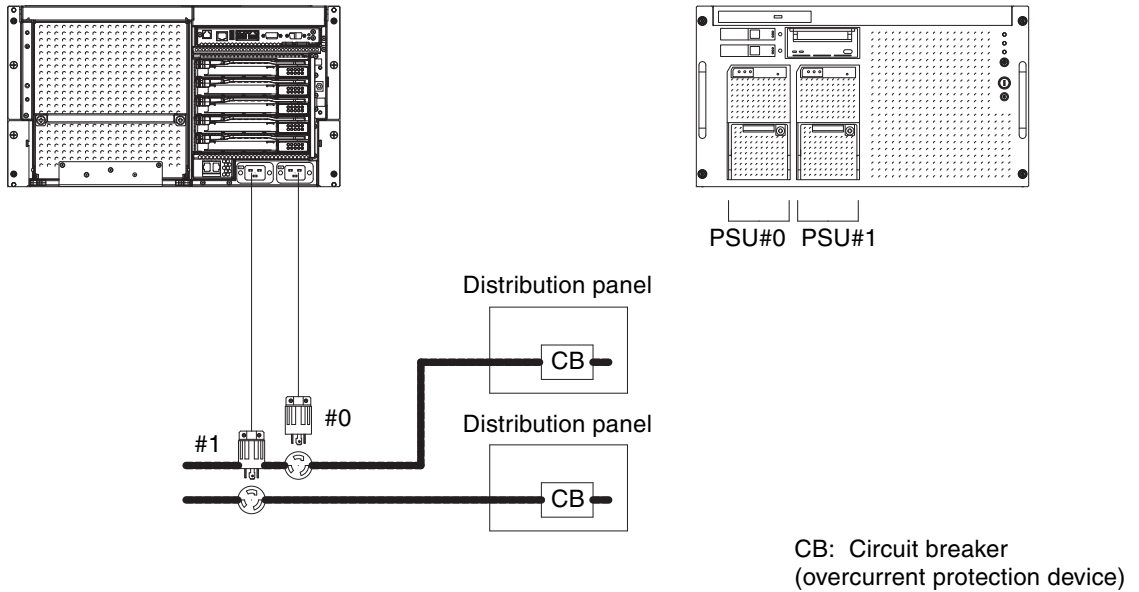 PSU#0 PSU#1
Distribution panel
CB
#0
Distribution panel
#1
CB
CB: Circuit breaker
(overcurrent protection device)